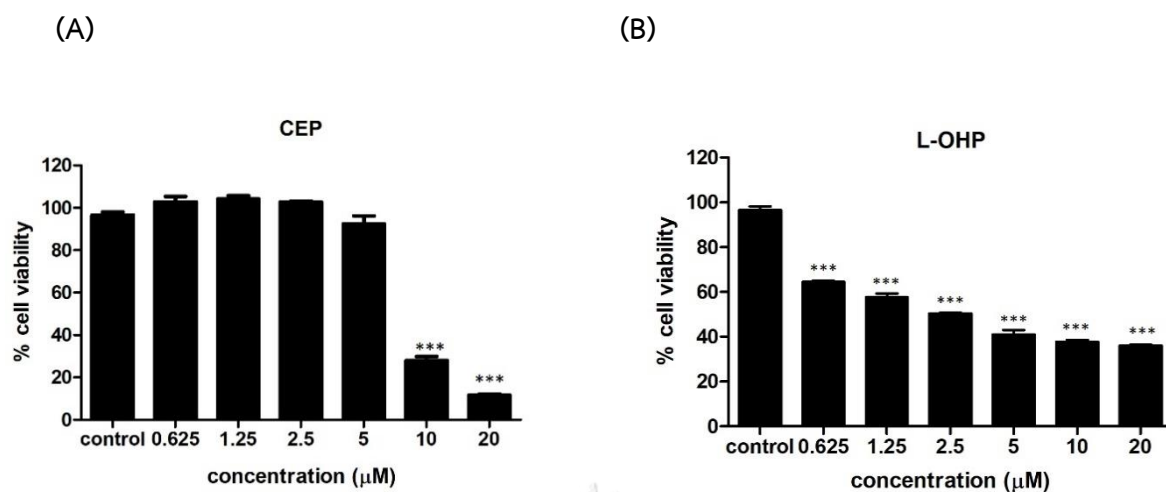 (A)
CEP
% cell viability
120
100
80
60
40
20
0
***
***
control 0.625 1.25 2.5 5 10 20
concentration (μM)
(B)
L-OHP
% cell viability
120
100
80
60
40
20
0
***
***
***
***
***
***
control 0.625 1.25 2.5 5 10 20
concentration (μM)